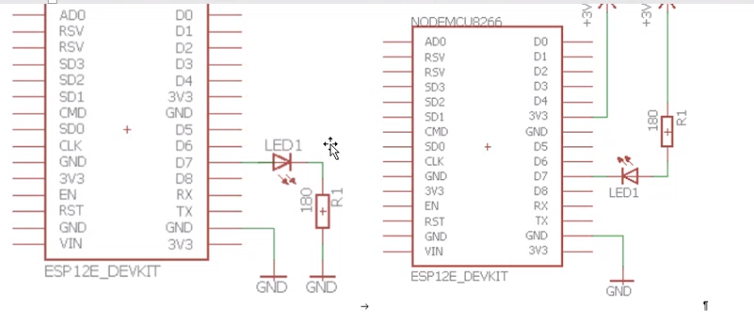 AD0 D0
RSV D1
RSV D2
SD3 D3
SD2 D4
SD1 3V3
CMD GND
SD0 D5
CLK D6
GND D7
3V3 D8
EN RX
RST TX
GND GND
VIN 3V3
ESP12E_DEVKIT
LED1
180
R1
GND GND
NODEMCU8266
AD0 D0
RSV D1
RSV D2
SD3 D3
SD2 D4
SD1 3V3
CMD GND
SD0 D5
CLK D6
GND D7
3V3 D8
EN RX
RST TX
GND GND
VIN 3V3
ESP12E_DEVKIT
+3V
+3V
180
R1
LED1
GND
→ ¶